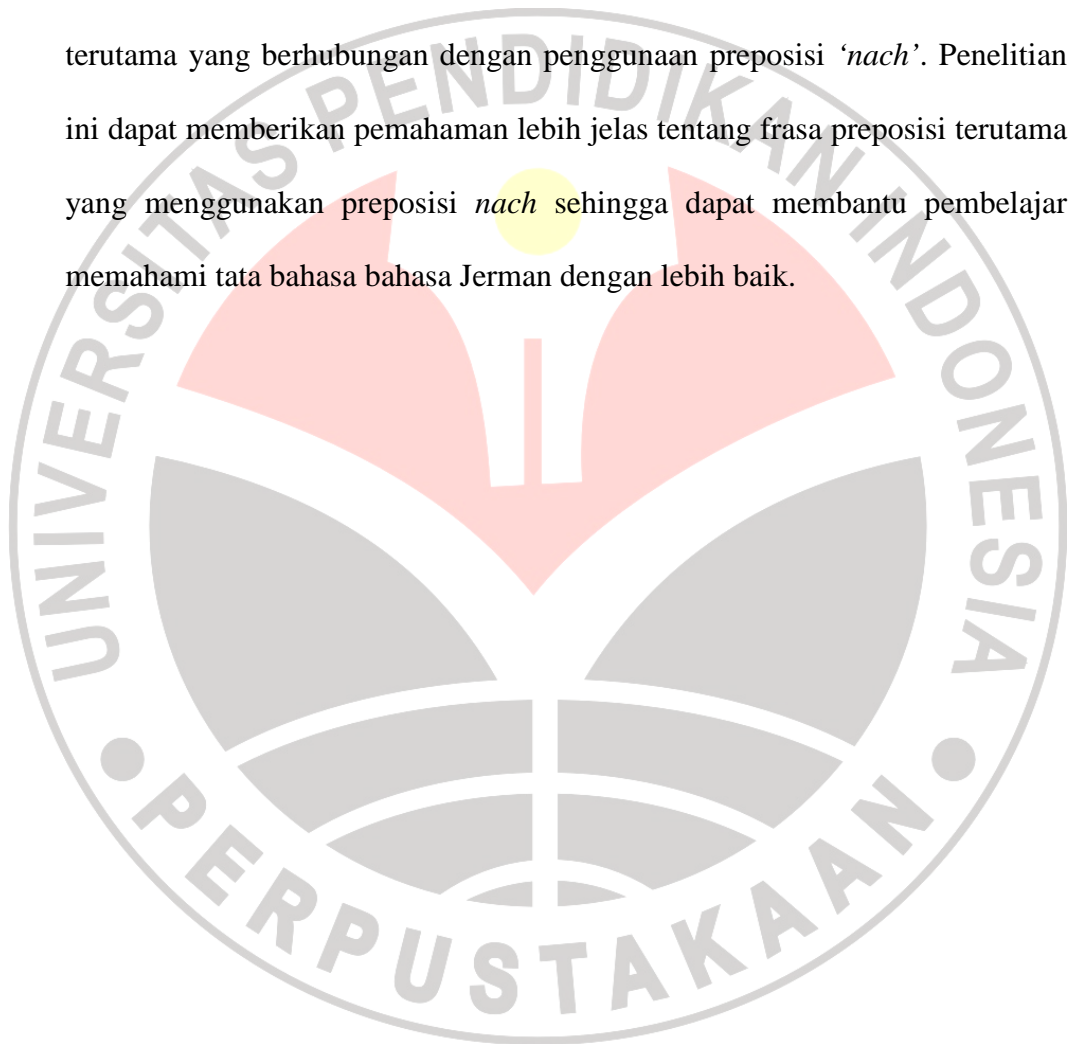 terutama yang berhubungan dengan penggunaan preposisi ‘nach’. Penelitian
ini dapat memberikan pemahaman lebih jelas tentang frasa preposisi terutama
yang menggunakan preposisi nach sehingga dapat membantu pembelajar
memahami tata bahasa bahasa Jerman dengan lebih baik.
UNIVERSITAS PENDIDIKAN INDONESIA
PERPUSTAKAAN